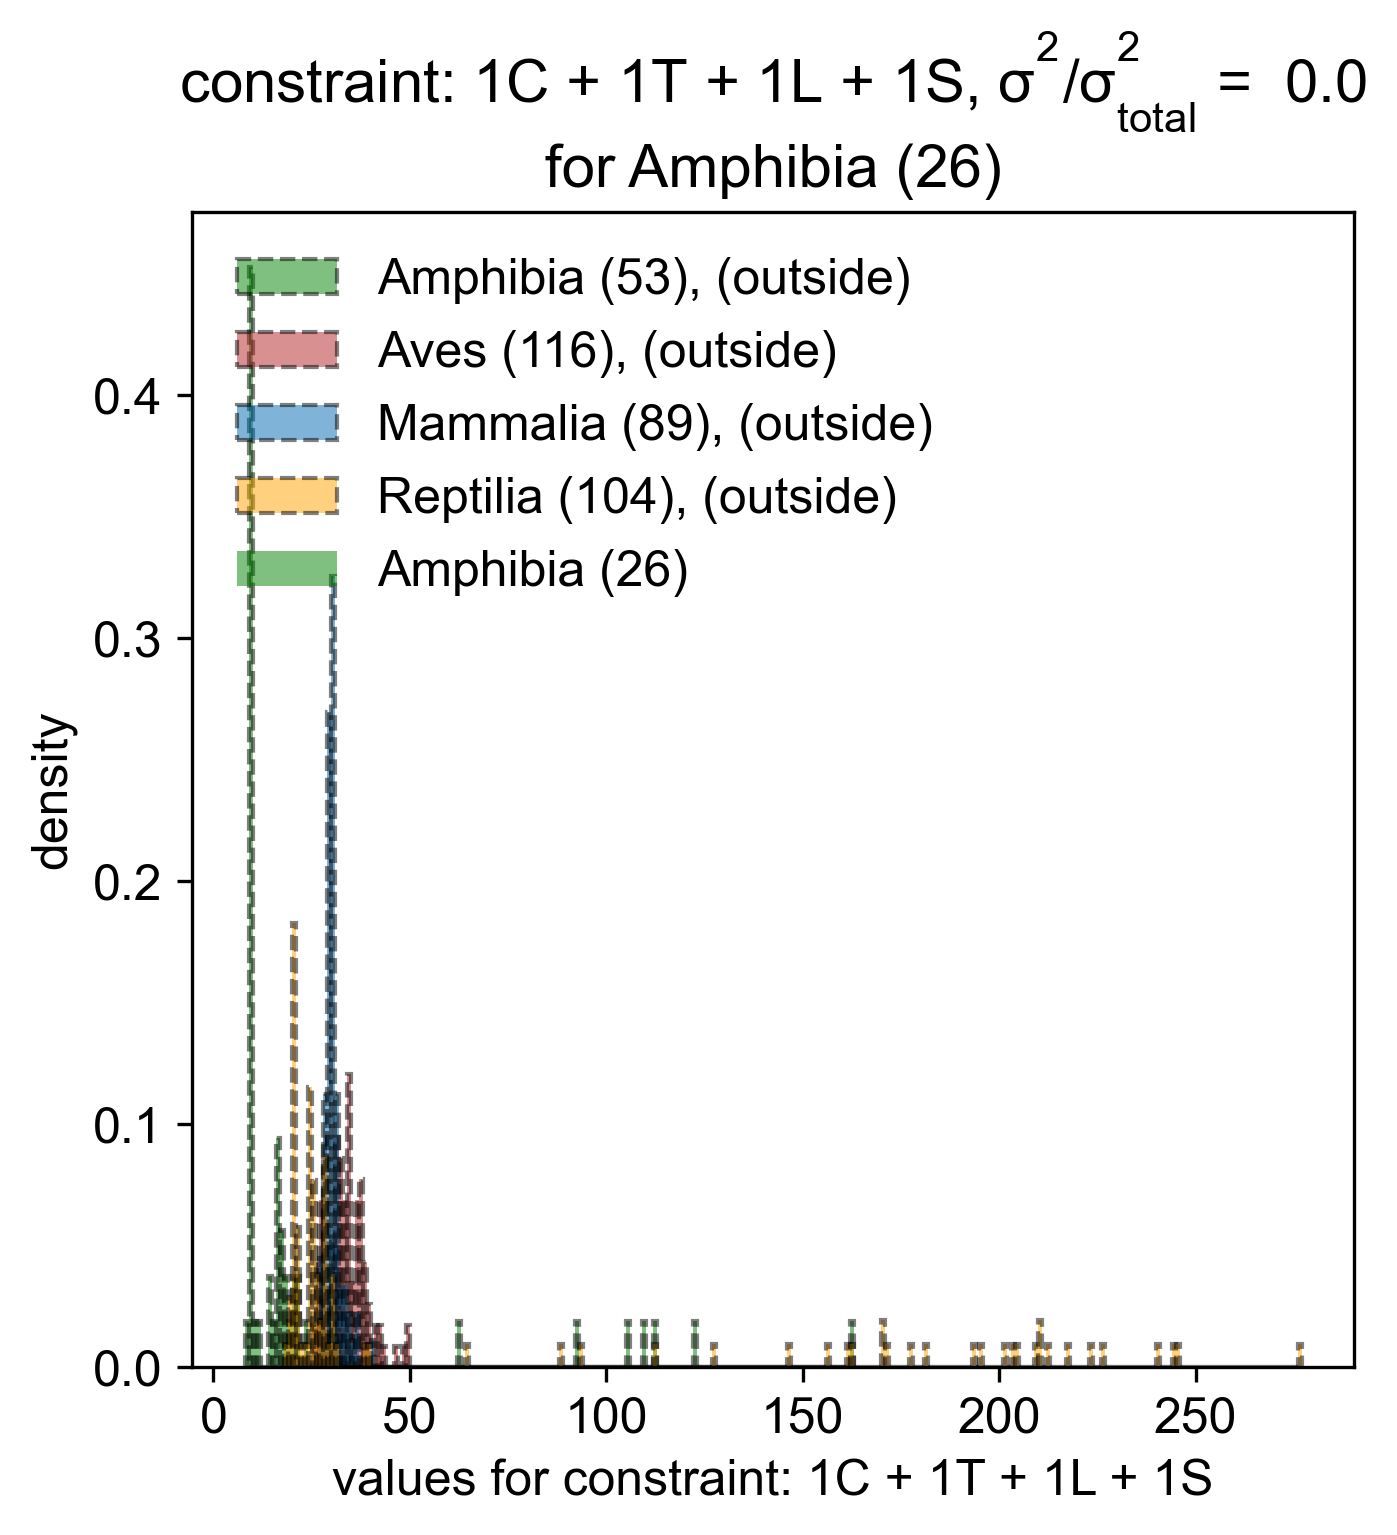 constraint: 1C + 1T + 1L + 1S, σ²/σ²total = 0.0
for Amphibia (26)
Amphibia (53), (outside)
Aves (116), (outside)
Mammalia (89), (outside)
Reptilia (104), (outside)
Amphibia (26)
density
0.4
0.3
0.2
0.1
0.0
0 50 100 150 200 250
values for constraint: 1C + 1T + 1L + 1S